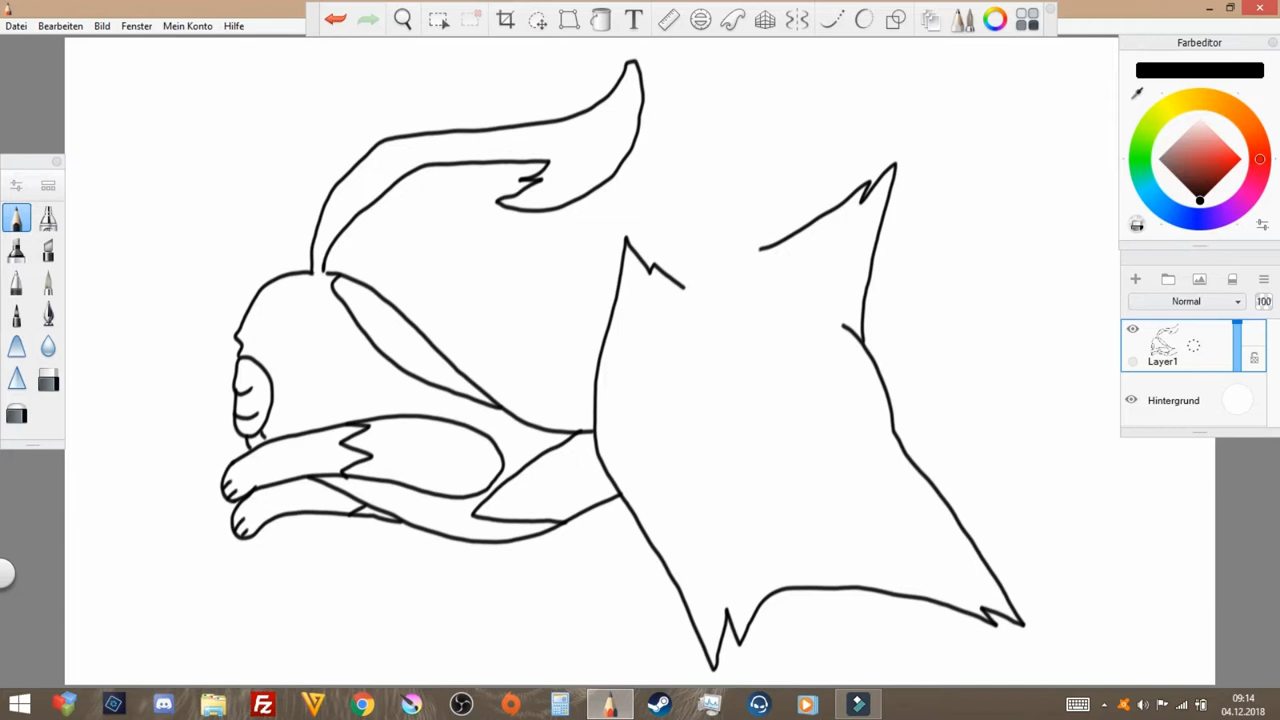 Datei Bearbeiten Bild Fenster Mein Konto Hilfe
T
Farbeditor
Normal 100
Layer1
Hintergrund
09:14
04.12.2018